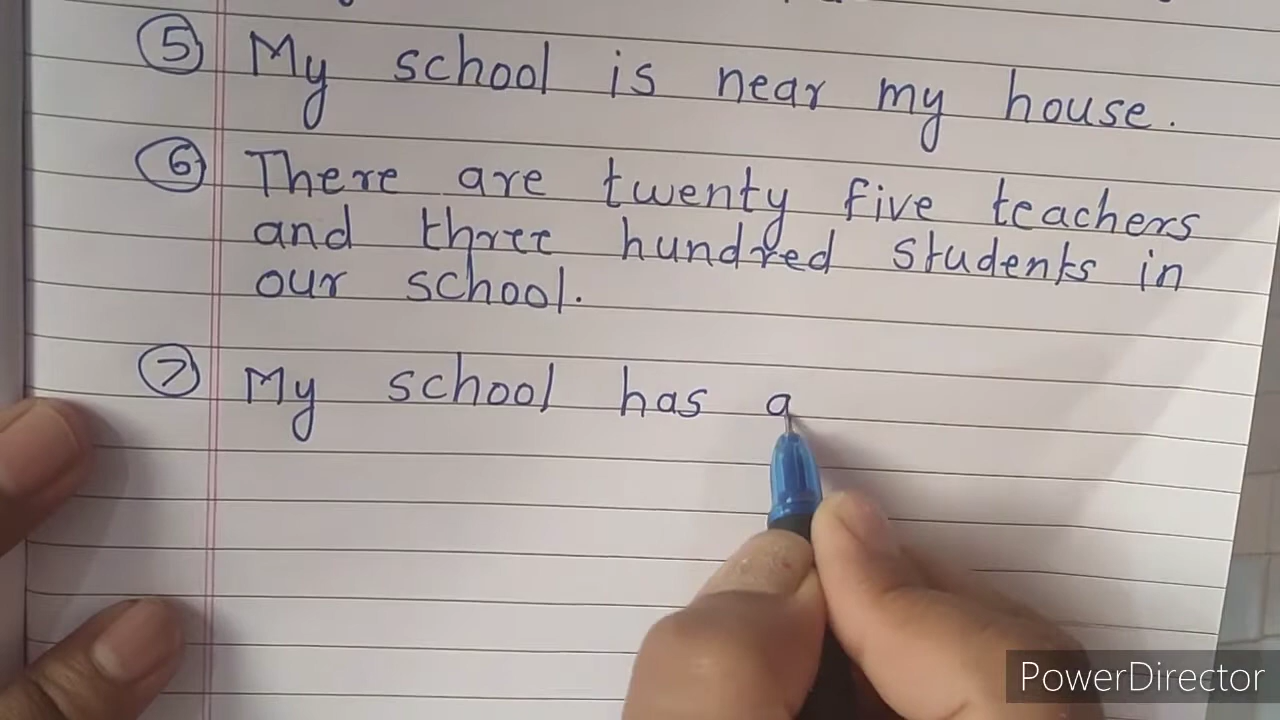 5 My school is near my house.
6 There are twenty five teachers
and three hundred students in
our school.
7 My school has a
PowerDirector